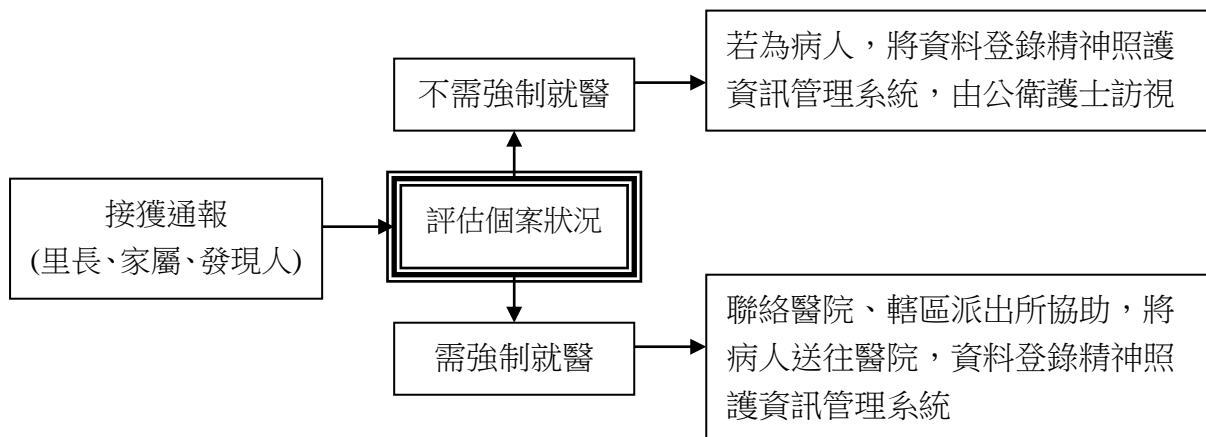 若為病人，將資料登錄精神照護
資訊管理系統，由公衛護士訪視
不需強制就醫
接獲通報
(里長、家屬、發現人)
評估個案狀況
需強制就醫
聯絡醫院、轄區派出所協助，將
病人送往醫院，資料登錄精神照
護資訊管理系統